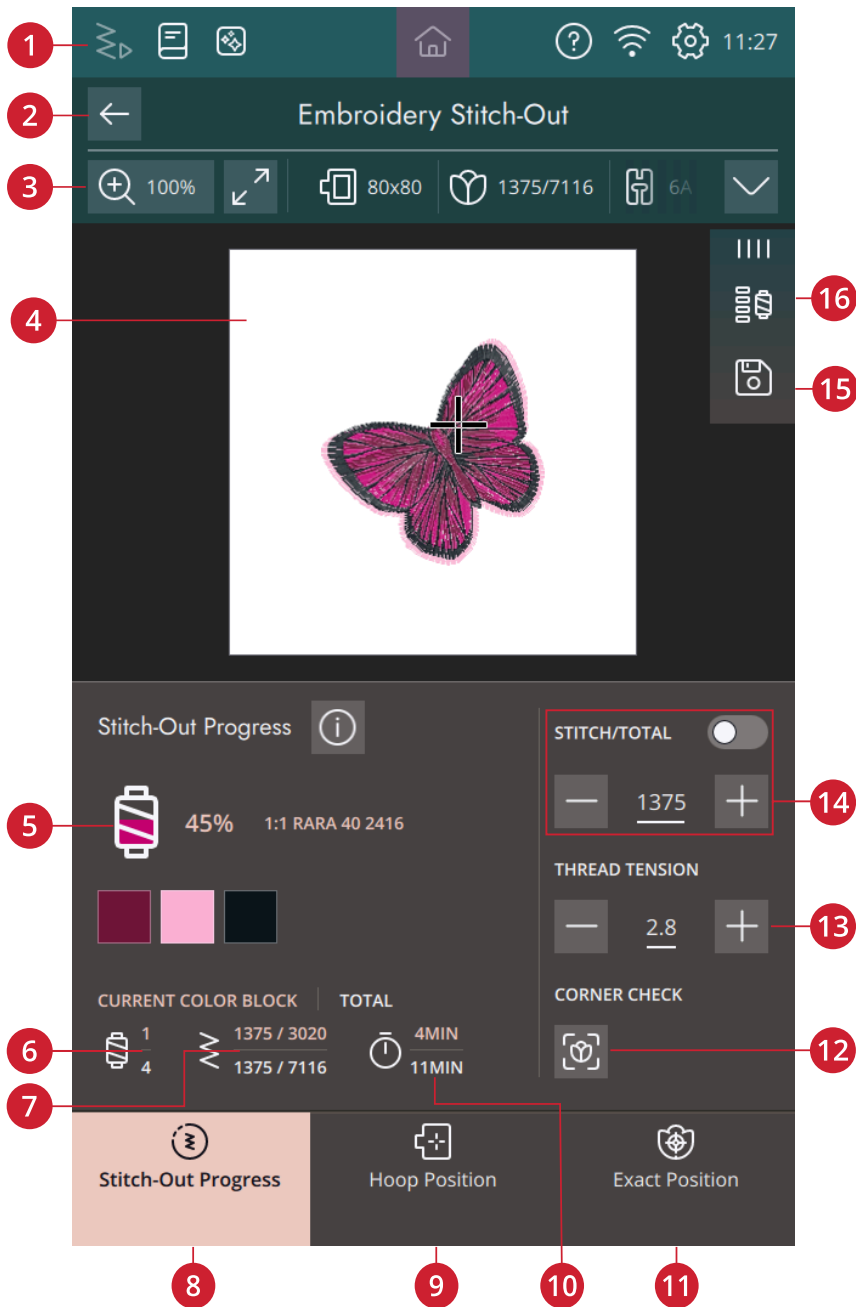 1
11:27
2
Embroidery Stitch-Out
3
100%
80x80
1375/7116
6A
4
16
15
Stitch-Out Progress
STITCH/TOTAL
1375
14
5
45%
1:1 RARA 40 2416
THREAD TENSION
2.8
13
CORNER CHECK
12
CURRENT COLOR BLOCK
TOTAL
6
1
4
1375 / 3020
1375 / 7116
4MIN
11MIN
7
Stitch-Out Progress
Hoop Position
Exact Position
8
9
10
11